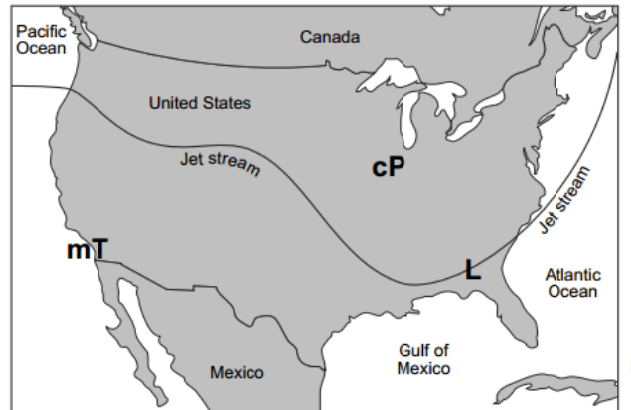 Pacific
Ocean
Canada
United States
Jet stream
cP
Jet stream
mT
L
Atlantic
Ocean
Gulf of
Mexico
Mexico